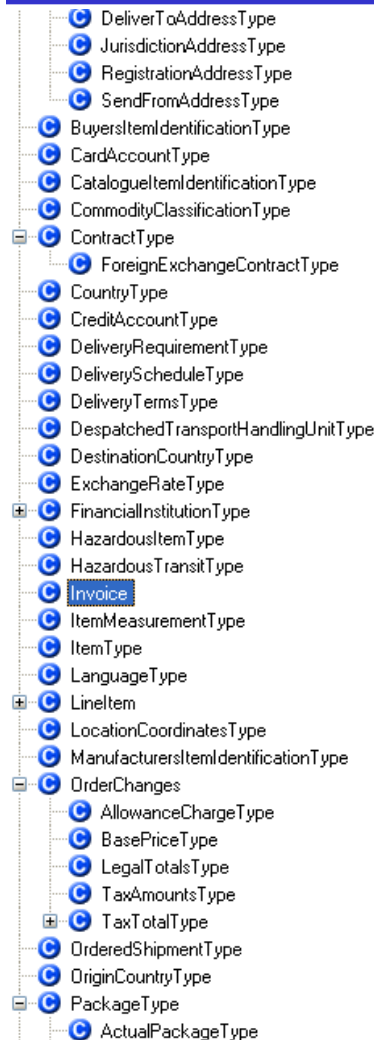 DeliverToAddressType
JurisdictionAddressType
RegistrationAddressType
SendFromAddressType
BuyersItemIdentificationType
CardAccountType
CatalogueItemIdentificationType
CommodityClassificationType
ContractType
ForeignExchangeContractType
CountryType
CreditAccountType
DeliveryRequirementType
DeliveryScheduleType
DeliveryTermsType
DespatchedTransportHandlingUnitType
DestinationCountryType
ExchangeRateType
FinancialInstitutionType
HazardousItemType
HazardousTransitType
Invoice
ItemMeasurementType
ItemType
LanguageType
LineItem
LocationCoordinatesType
ManufacturersItemIdentificationType
OrderChanges
AllowanceChargeType
BasePriceType
LegalTotalsType
TaxAmountsType
TaxTotalType
OrderedShipmentType
OriginCountryType
PackageType
ActualPackageType